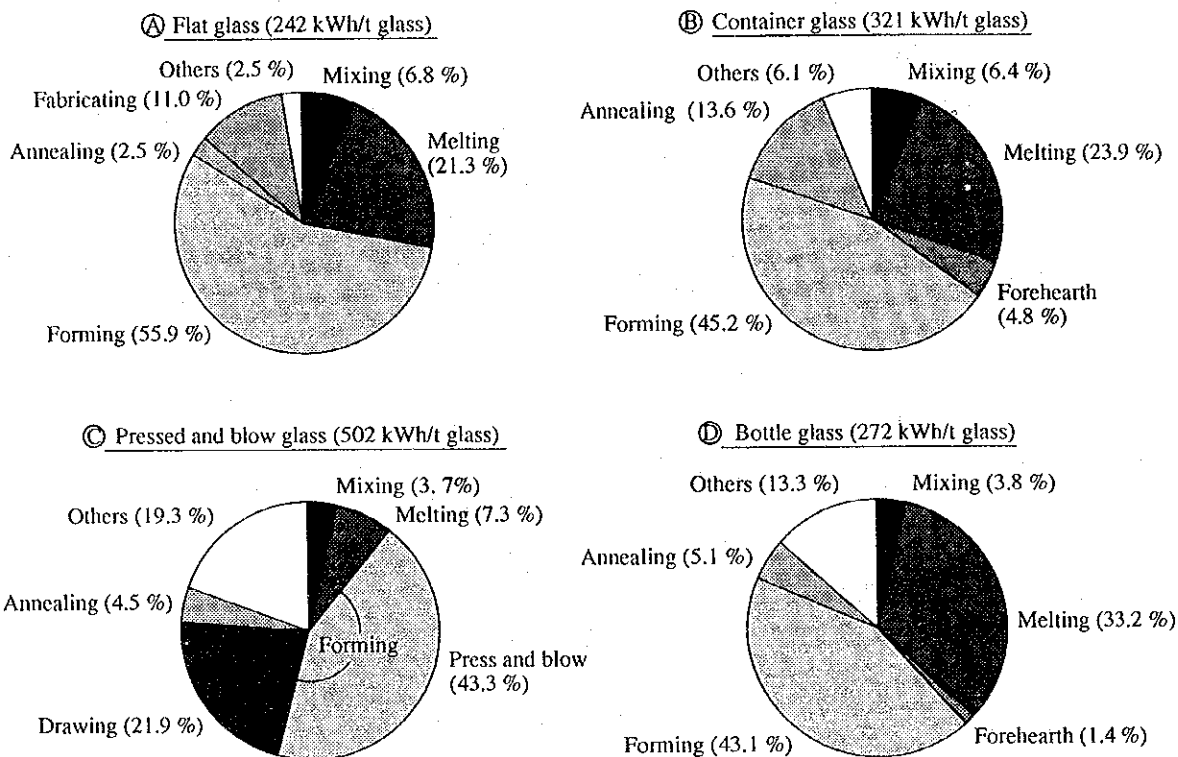 Ⓐ Flat glass (242 kWh/t glass)
Others (2.5 %)
Mixing (6.8 %)
Fabricating (11.0 %)
Annealing (2.5 %)
Melting
(21.3 %)
Forming (55.9 %)
Ⓑ Container glass (321 kWh/t glass)
Others (6.1 %)
Mixing (6.4 %)
Annealing (13.6 %)
Melting (23.9 %)
Forehearth
(4.8 %)
Forming (45.2 %)
Ⓒ Pressed and blow glass (502 kWh/t glass)
Mixing (3. 7%)
Others (19.3 %)
Melting (7.3 %)
Annealing (4.5 %)
Forming
Press and blow
(43.3 %)
Drawing (21.9 %)
Ⓓ Bottle glass (272 kWh/t glass)
Others (13.3 %)
Mixing (3.8 %)
Annealing (5.1 %)
Melting (33.2 %)
Forehearth (1.4 %)
Forming (43.1 %)